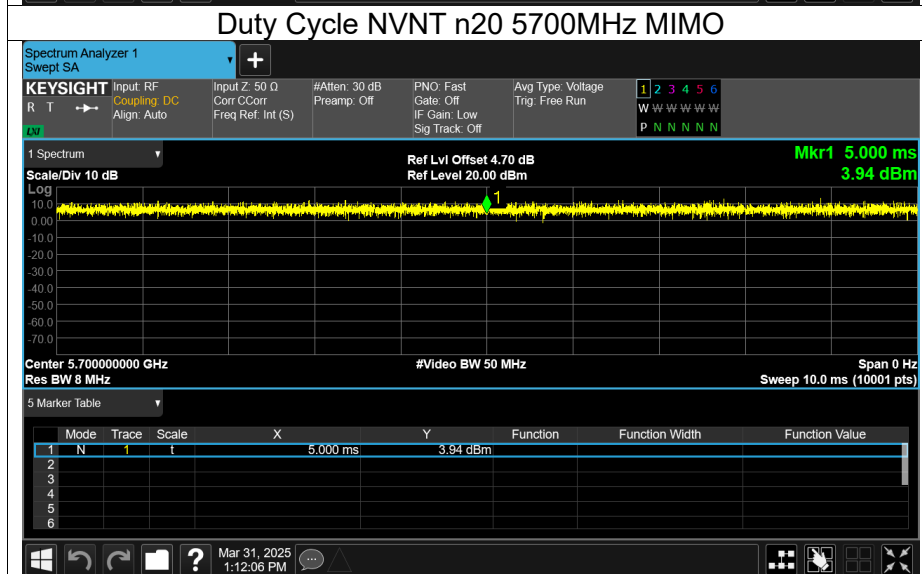 Duty Cycle NVNT n20 5700MHz MIMO
Spectrum Analyzer 1
Swept SA
+
KEYSIGHT Input: RF Input Z: 50 Ω #Atten: 30 dB PNO: Fast Avg Type: Voltage 1 2 3 4 5 6
R T Coupling: DC Corr CCorr Preamp: Off Gate: Off Trig: Free Run W W W W W W
Align: Auto Freq Ref: Int (S) IF Gain: Low
LXI Sig Track: Off P N N N N N
1 Spectrum Ref Lvl Offset 4.70 dB Mkr1 5.000 ms
Scale/Div 10 dB Ref Level 20.00 dBm 3.94 dBm
Log
10.0 1
0.00
-10.0
-20.0
-30.0
-40.0
-50.0
-60.0
-70.0
Center 5.700000000 GHz #Video BW 50 MHz Span 0 Hz
Res BW 8 MHz Sweep 10.0 ms (10001 pts)
5 Marker Table
Mode Trace Scale X Y Function Function Width Function Value
1 N 1 t 5.000 ms 3.94 dBm
2
3
4
5
6
? Mar 31, 2025
1:12:06 PM